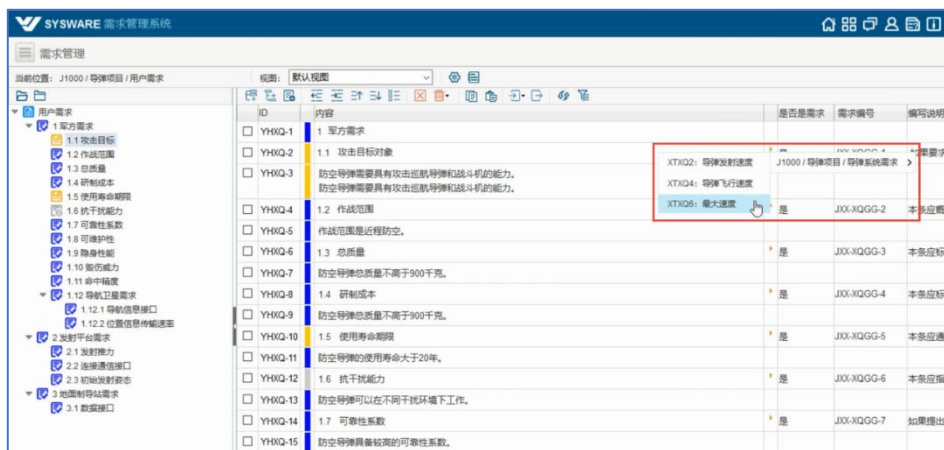 SYSWARE 需求管理系统
需求管理
当前位置： J1000 / 导弹项目 / 用户需求
视图： 默认视图
用户需求
1 军方需求
1.1 攻击目标
1.2 作战范围
1.3 总质量
1.4 研制成本
1.5 使用寿命期限
1.6 抗干扰能力
1.7 可靠性系数
1.8 可维护性
1.9 隐身性能
1.10 毁伤威力
1.11 命中精度
1.12 导航卫星需求
1.12.1 导航信息接口
1.12.2 位置信息传输速率
2 发射平台需求
2.1 发射推力
2.2 连接通信接口
2.3 初始发射姿态
3 地面制导站需求
3.1 数据接口
ID 内容 是否是需求 需求编号 编写说明
YHXQ-1 1 军方需求
YHXQ-2 1.1 攻击目标对象
YHXQ-3 防空导弹需要具有攻击巡航导弹和战斗机的能力。
防空导弹需要具有攻击巡航导弹和战斗机的能力。
XTXQ2：导弹发射速度 J1000 / 导弹项目 / 导弹系统需求
XTXQ4：导弹飞行速度
XTXQ6：最大速度
YHXQ-4 1.2 作战范围 是 JXX-XQGG-2 本条应概
YHXQ-5 作战范围是近程防空。
YHXQ-6 1.3 总质量 是 JXX-XQGG-3 本条应标
YHXQ-7 防空导弹总质量不高于900千克。
YHXQ-8 1.4 研制成本 是 JXX-XQGG-4 本条应标
YHXQ-9 防空导弹总质量不高于900千克。
YHXQ-10 1.5 使用寿命期限 是 JXX-XQGG-5 本条应通
YHXQ-11 防空导弹的使用寿命大于20年。
YHXQ-12 1.6 抗干扰能力 是 JXX-XQGG-6 本条应指
YHXQ-13 防空导弹可以在不同干扰环境下工作。
YHXQ-14 1.7 可靠性系数 是 JXX-XQGG-7 如果提出
YHXQ-15 防空导弹具备较高的可靠性系数。